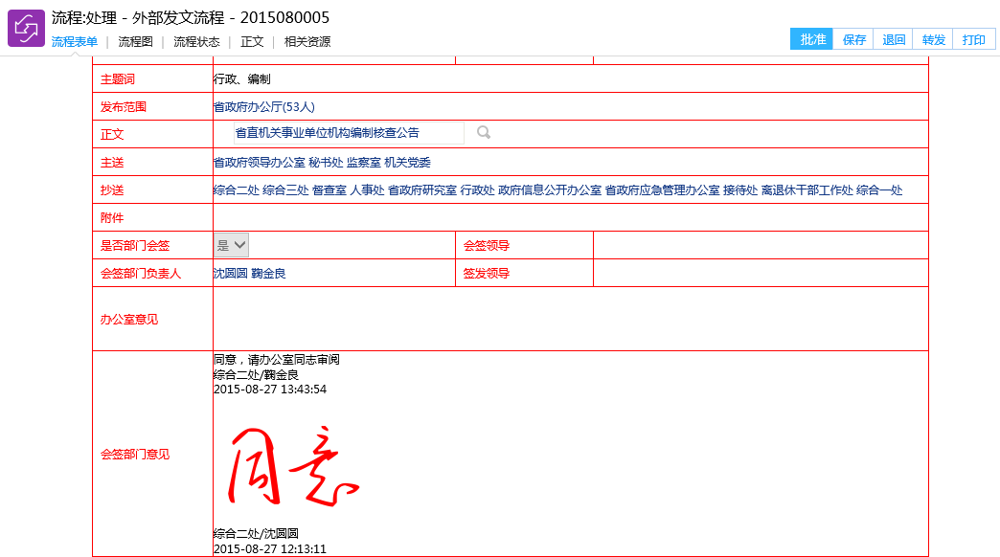 流程:处理 - 外部发文流程 - 2015080005
流程表单 | 流程图 | 流程状态 | 正文 | 相关资源
批准 保存 退回 转发 打印
主题词 行政、编制
发布范围 省政府办公厅(53人)
正文 省直机关事业单位机构编制核查公告
主送 省政府领导办公室 秘书处 监察室 机关党委
抄送 综合二处 综合三处 督查室 人事处 省政府研究室 行政处 政府信息公开办公室 省政府应急管理办公室 接待处 离退休干部工作处 综合一处
附件
是否部门会签 是 会签领导
会签部门负责人 沈圆圆 鞠金良 签发领导
办公室意见
同意，请办公室同志审阅
综合二处/鞠金良
2015-08-27 13:43:54
会签部门意见
同意
综合二处/沈圆圆
2015-08-27 12:13:11